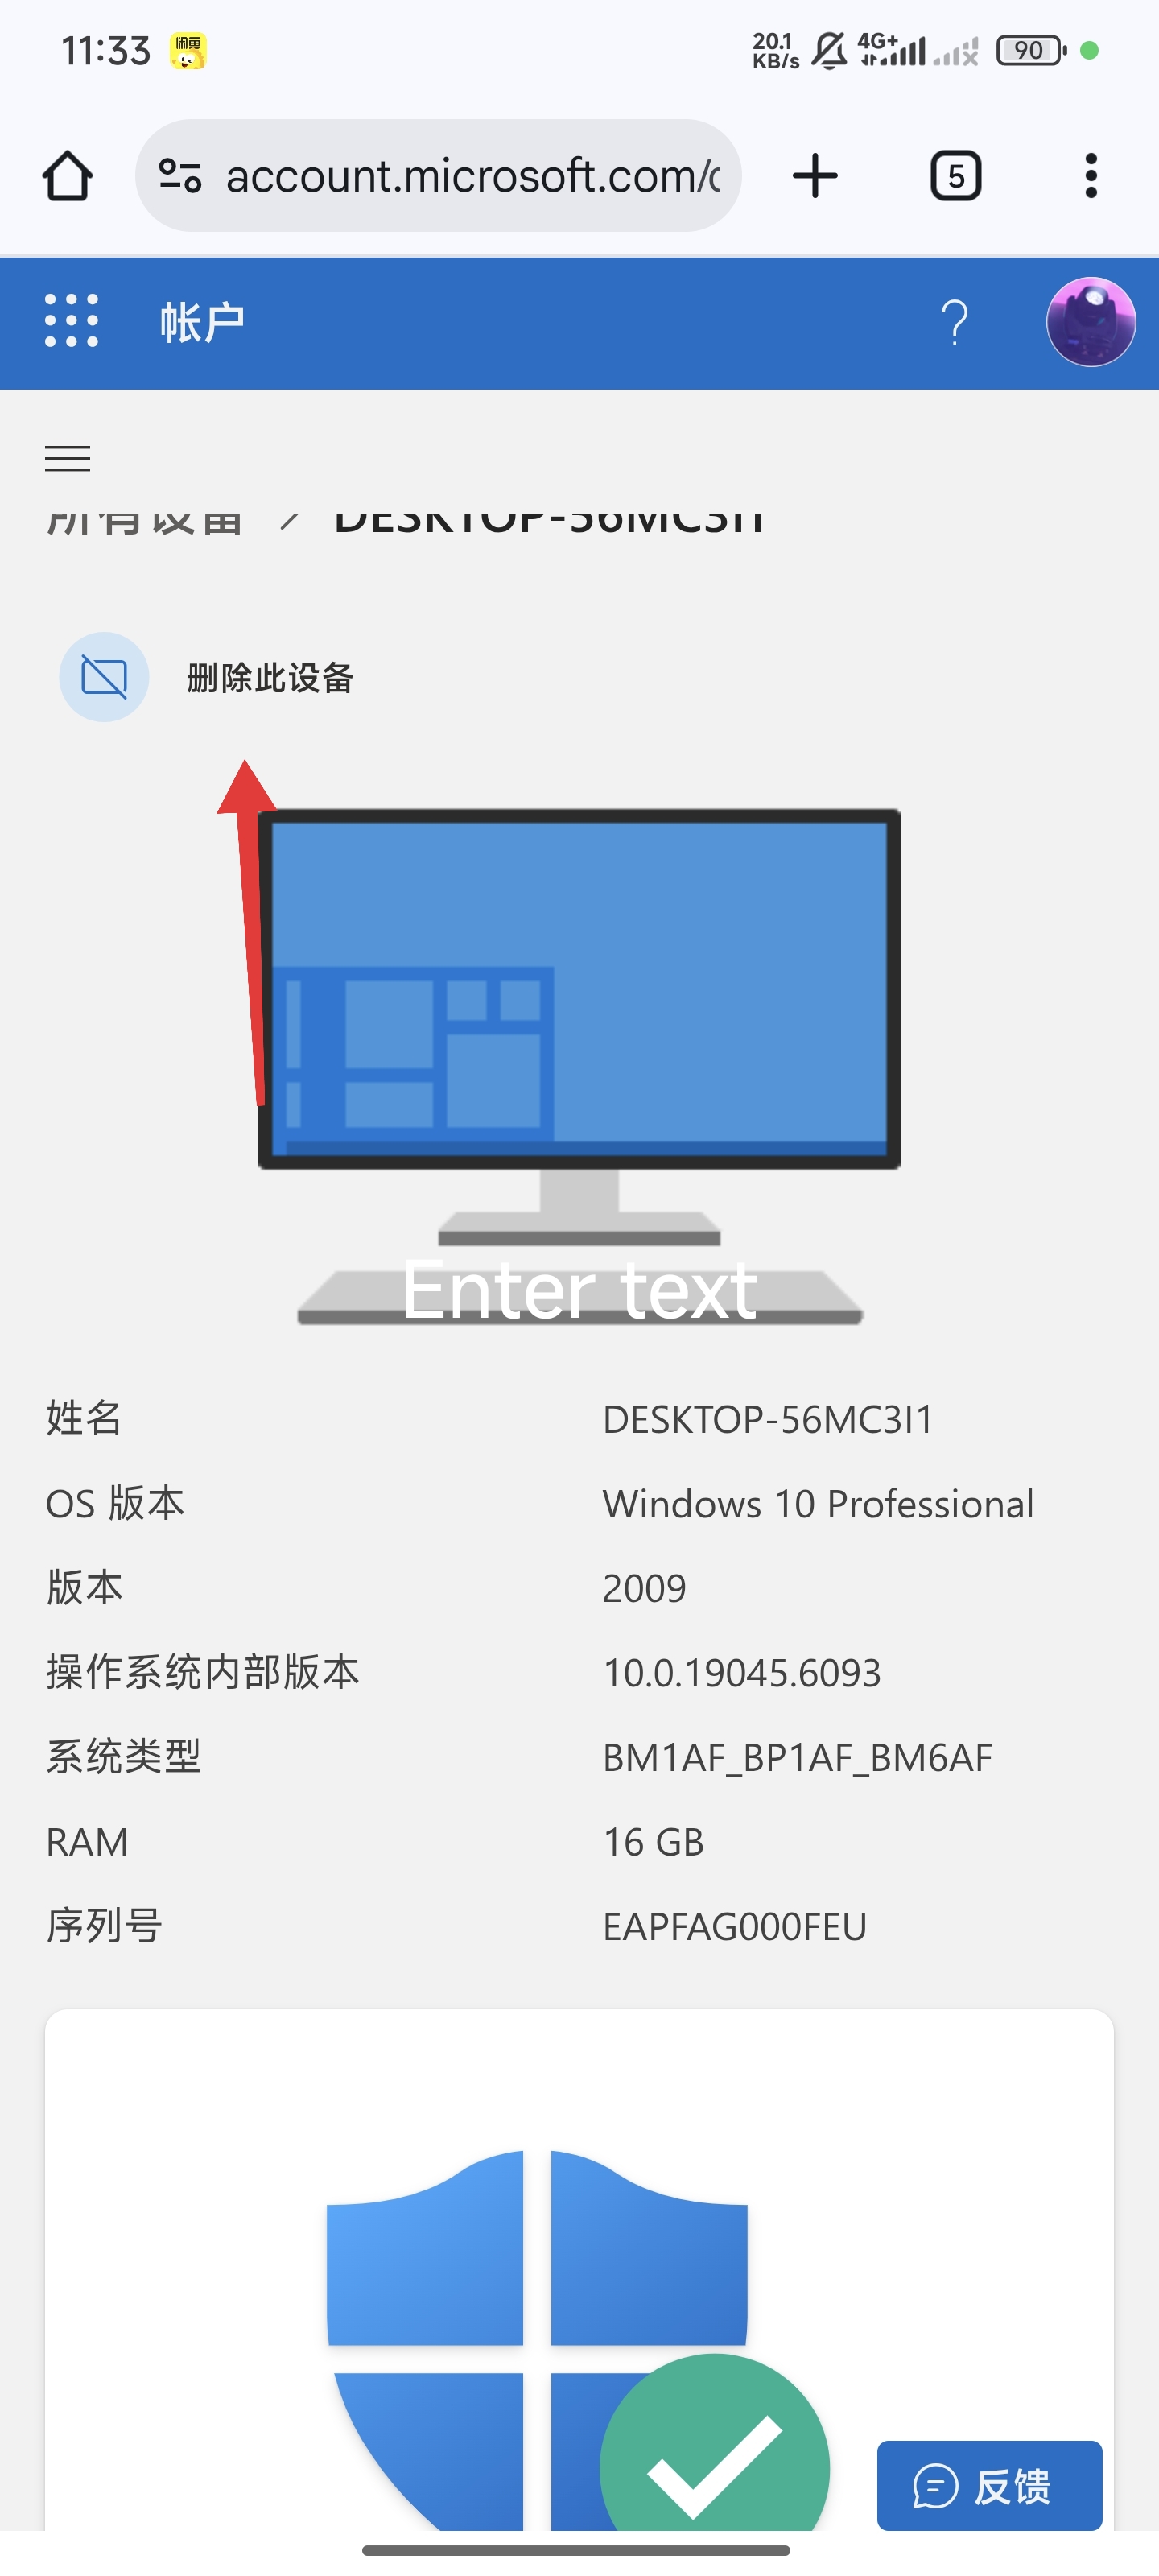 11:33
闲鱼
20.1
KB/s
4G+
90
account.microsoft.com/
5
帐户
所有设备 / DESKTOP-56MC3I1
删除此设备
Enter text
姓名 DESKTOP-56MC3I1
OS 版本 Windows 10 Professional
版本 2009
操作系统内部版本 10.0.19045.6093
系统类型 BM1AF_BP1AF_BM6AF
RAM 16 GB
序列号 EAPFAG000FEU
反馈